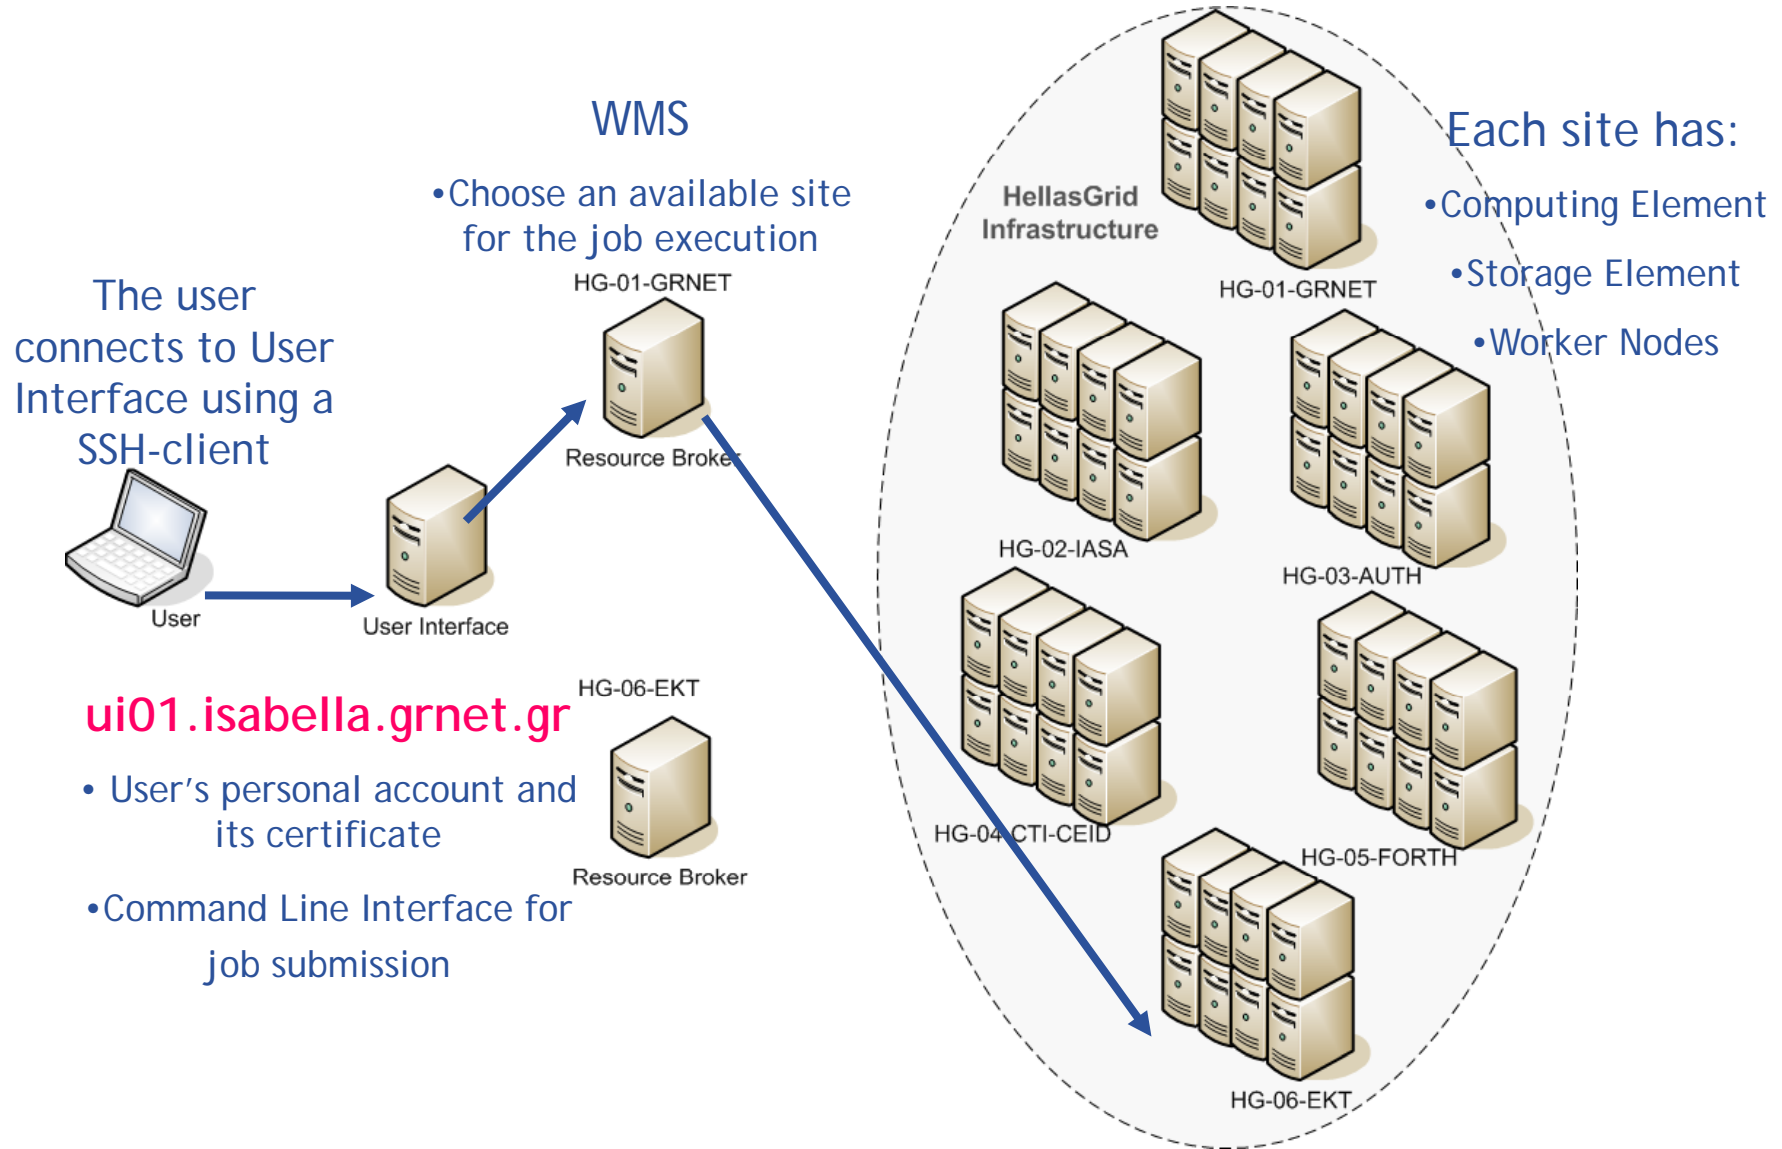 WMS
•Choose an available site
for the job execution
HG-01-GRNET
Resource Broker
The user
connects to User
Interface using a
SSH-client
User
User Interface
ui01.isabella.grnet.gr
• User's personal account and
its certificate
•Command Line Interface for
job submission
HG-06-EKT
Resource Broker
HellasGrid
Infrastructure
HG-01-GRNET
HG-02-IASA
HG-03-AUTH
HG-04-CTI-CEID
HG-05-FORTH
HG-06-EKT
Each site has:
•Computing Element
•Storage Element
•Worker Nodes